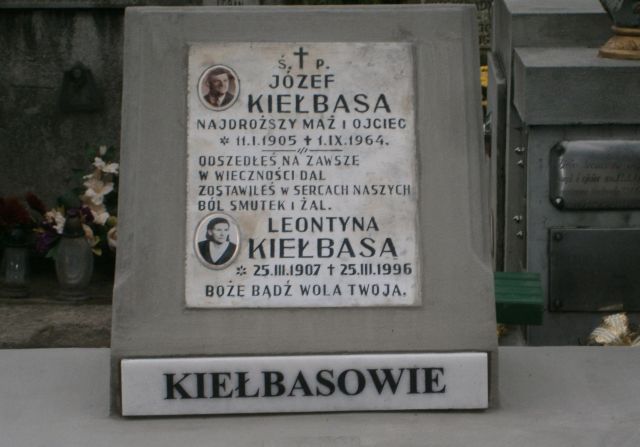 Ś. † P.
JÓZEF
KIEŁBASA
NAJDROŻSZY MĄŻ I OJCIEC
* 11.I.1905 † 1.IX.1964.
ODSZEDŁEŚ NA ZAWSZE
W WIECZNOŚCI DAL
ZOSTAWIŁEŚ W SERCACH NASZYCH
BÓL SMUTEK I ŻAL.
LEONTYNA
KIEŁBASA
* 25.III.1907 † 25.III.1996
BOŻE BĄDŹ WOLA TWOJA.
KIEŁBASOWIE